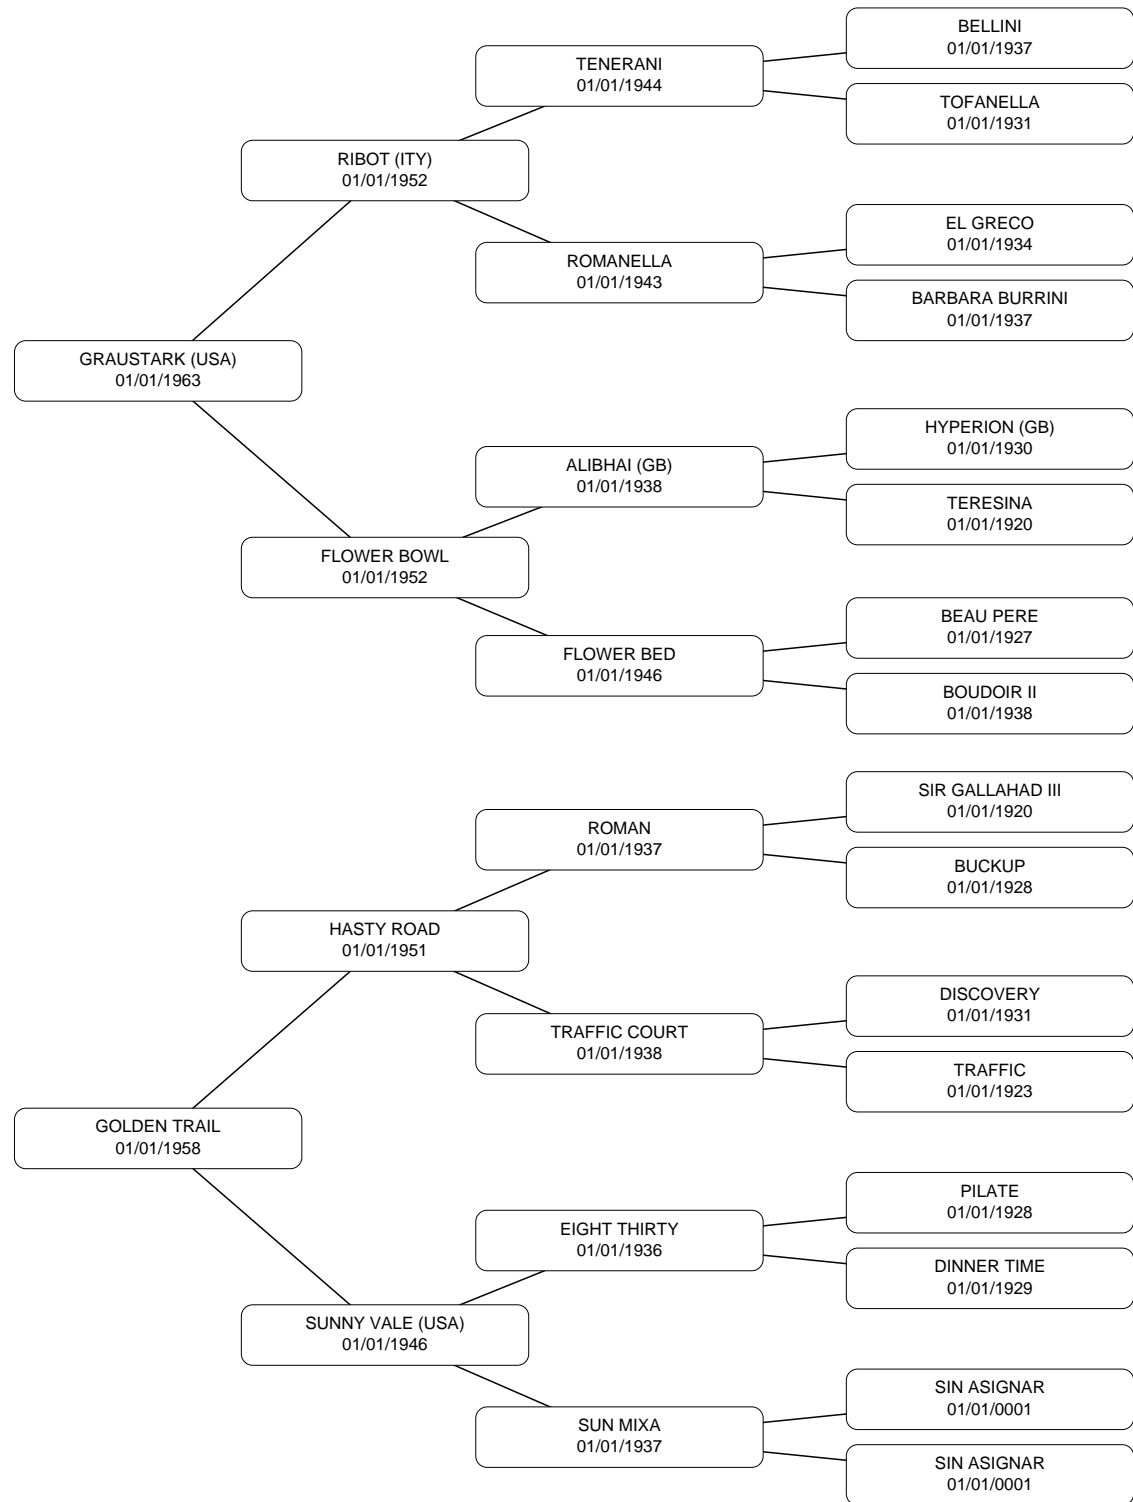 BELLINI
01/01/1937
TENERANI
01/01/1944
TOFANELLA
01/01/1931
RIBOT (ITY)
01/01/1952
EL GRECO
01/01/1934
ROMANELLA
01/01/1943
BARBARA BURRINI
01/01/1937
GRAUSTARK (USA)
01/01/1963
HYPERION (GB)
01/01/1930
ALIBHAI (GB)
01/01/1938
TERESINA
01/01/1920
FLOWER BOWL
01/01/1952
BEAU PERE
01/01/1927
FLOWER BED
01/01/1946
BOUDOIR II
01/01/1938
SIR GALLAHAD III
01/01/1920
ROMAN
01/01/1937
BUCKUP
01/01/1928
HASTY ROAD
01/01/1951
DISCOVERY
01/01/1931
TRAFFIC COURT
01/01/1938
TRAFFIC
01/01/1923
GOLDEN TRAIL
01/01/1958
PILATE
01/01/1928
EIGHT THIRTY
01/01/1936
DINNER TIME
01/01/1929
SUNNY VALE (USA)
01/01/1946
SIN ASIGNAR
01/01/0001
SUN MIXA
01/01/1937
SIN ASIGNAR
01/01/0001